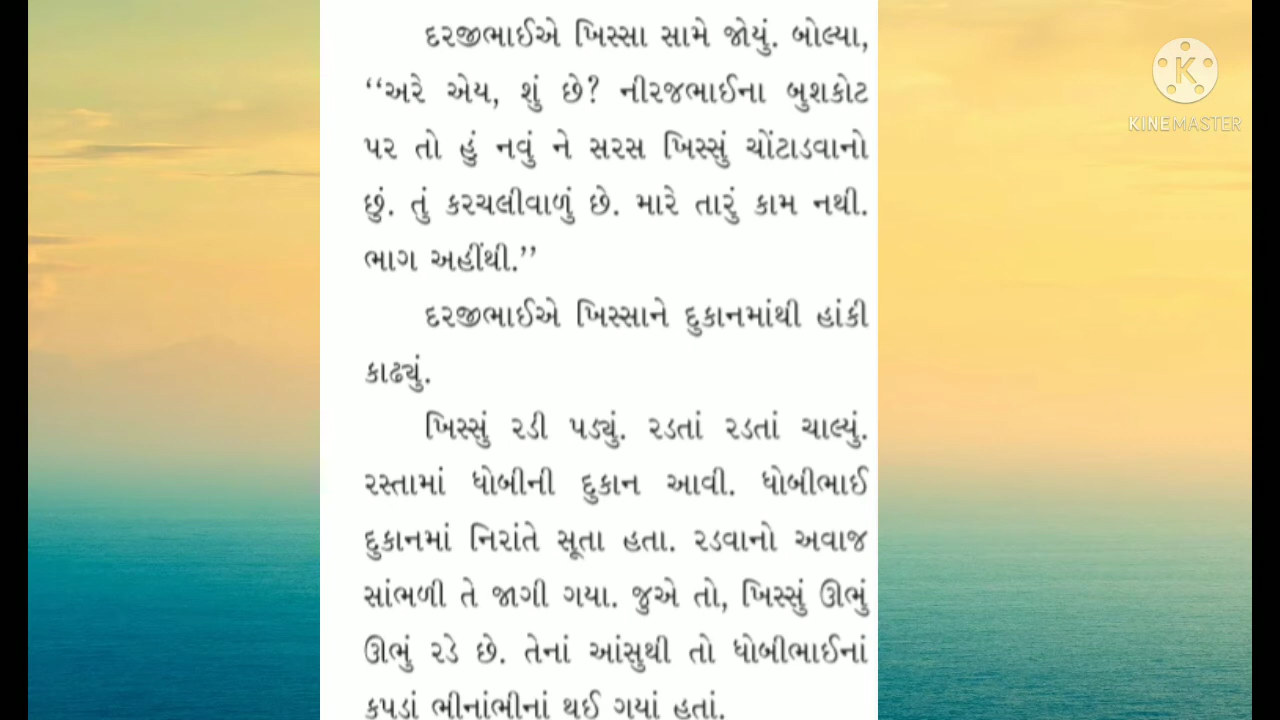 દરજીભાઈએ ખિસ્સા સામે જોયું. બોલ્યા,
“અરે એય, શું છે? નીરજભાઈના બુશકોટ
પર તો હું નવું ને સરસ ખિસ્સું ચોંટાડવાનો
છું. તું કરચલીવાળું છે. મારે તારું કામ નથી.
ભાગ અહીંથી.”
દરજીભાઈએ ખિસ્સાને દુકાનમાંથી હાંકી
કાઢ્યું.
ખિસ્સું રડી પડ્યું. રડતાં રડતાં ચાલ્યું.
રસ્તામાં ધોબીની દુકાન આવી. ધોબીભાઈ
દુકાનમાં નિરાંતે સૂતા હતા. રડવાનો અવાજ
સાંભળી તે જાગી ગયા. જુએ તો, ખિસ્સું ઊભું
ઊભું રડે છે. તેનાં આંસુથી તો ધોબીભાઈનાં
કપડાં ભીનાંભીનાં થઈ ગયાં હતાં.
K
KINEMASTER